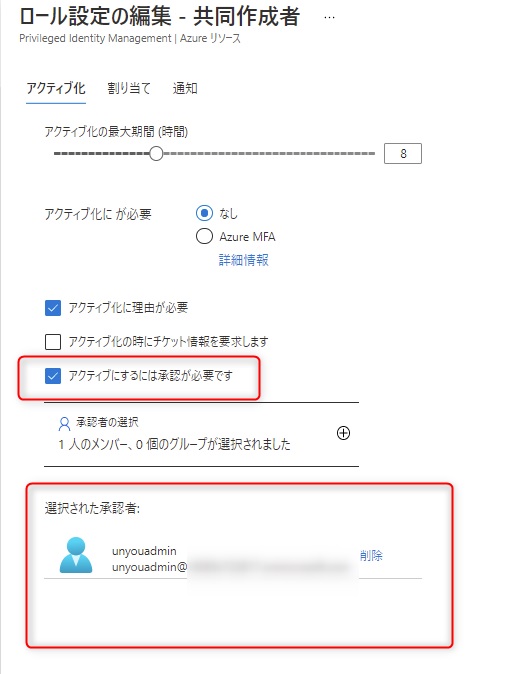 ロール設定の編集 - 共同作成者 …
Privileged Identity Management | Azure リソース
アクティブ化 割り当て 通知
アクティブ化の最大期間 (時間)
8
アクティブ化に が必要
なし
Azure MFA
詳細情報
アクティブ化に理由が必要
アクティブ化の時にチケット情報を要求します
アクティブにするには承認が必要です
承認者の選択
1 人のメンバー、0 個のグループが選択されました
選択された承認者:
unyouadmin
unyouadmin@
削除